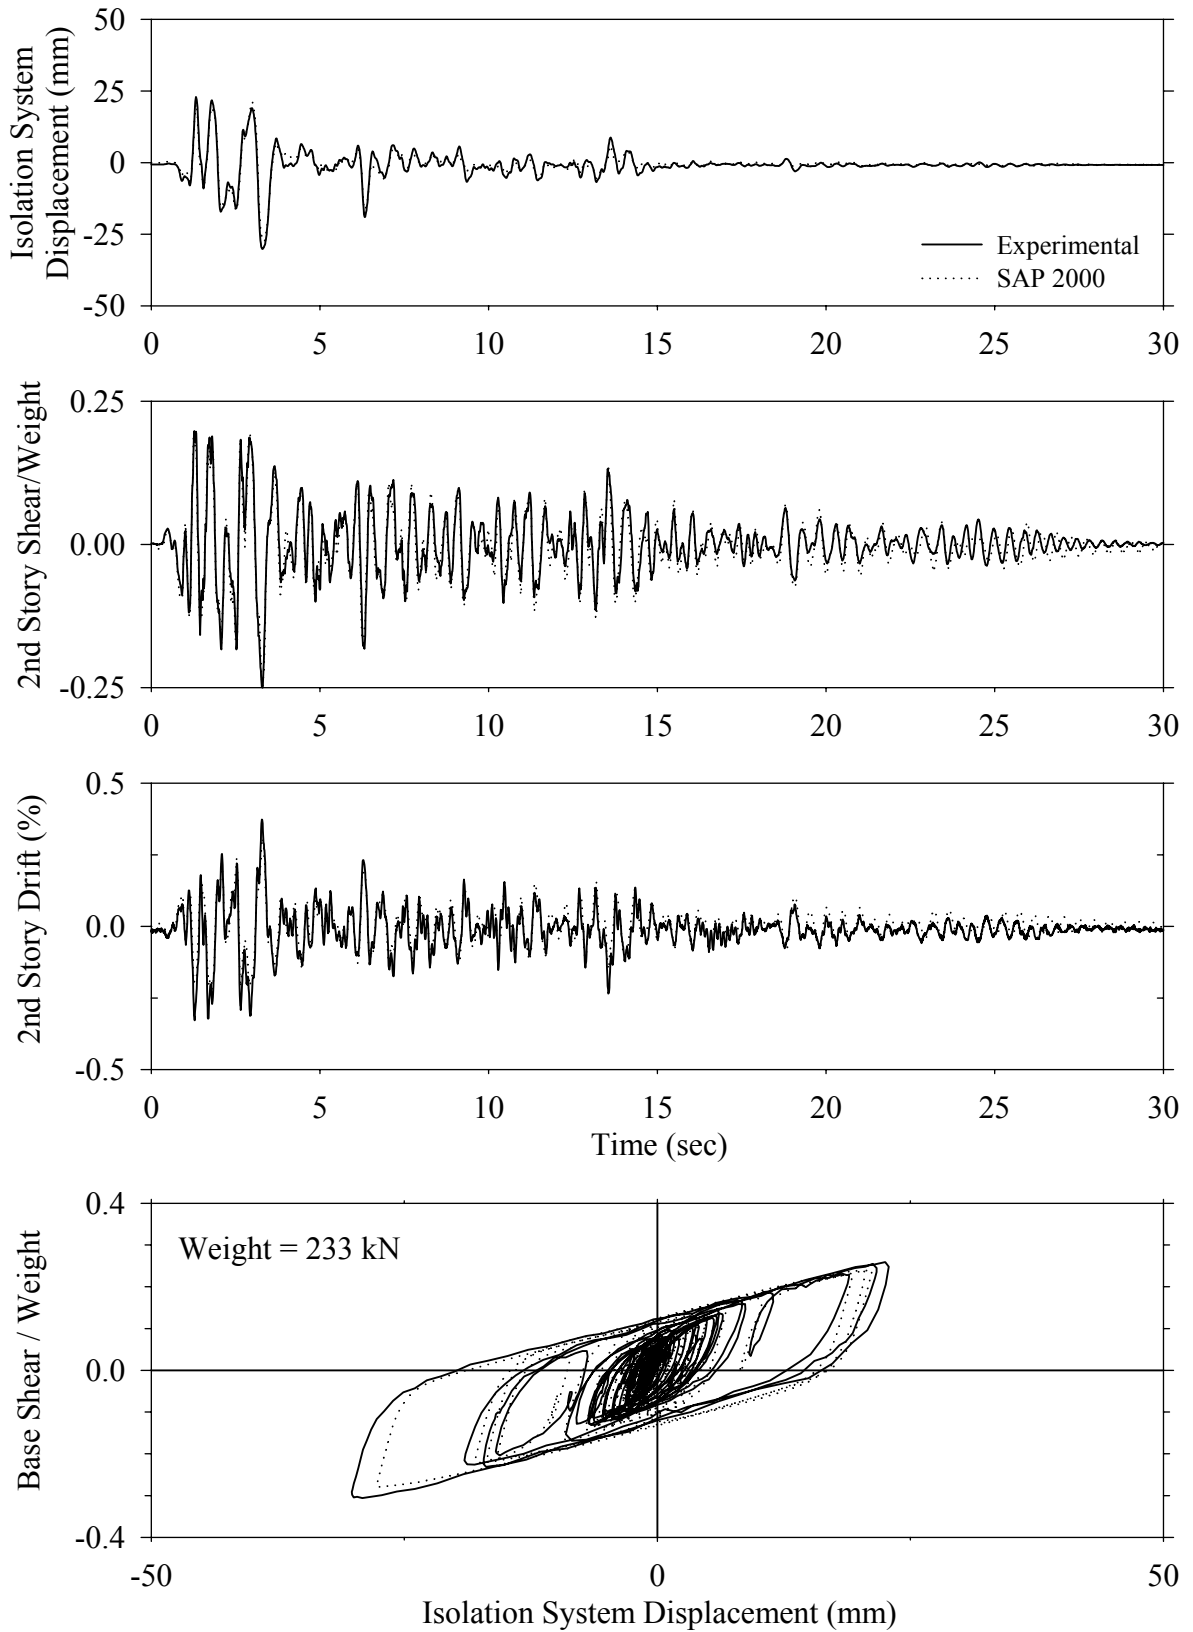 Isolation System
Displacement (mm)
50
25
0
-25
-50
Experimental
SAP 2000
0 5 10 15 20 25 30
2nd Story Shear/Weight
0.25
0.00
-0.25
0 5 10 15 20 25 30
2nd Story Drift (%)
0.5
0.0
-0.5
0 5 10 15 20 25 30
Time (sec)
Base Shear / Weight
0.4
0.0
-0.4
Weight = 233 kN
-50 0 50
Isolation System Displacement (mm)